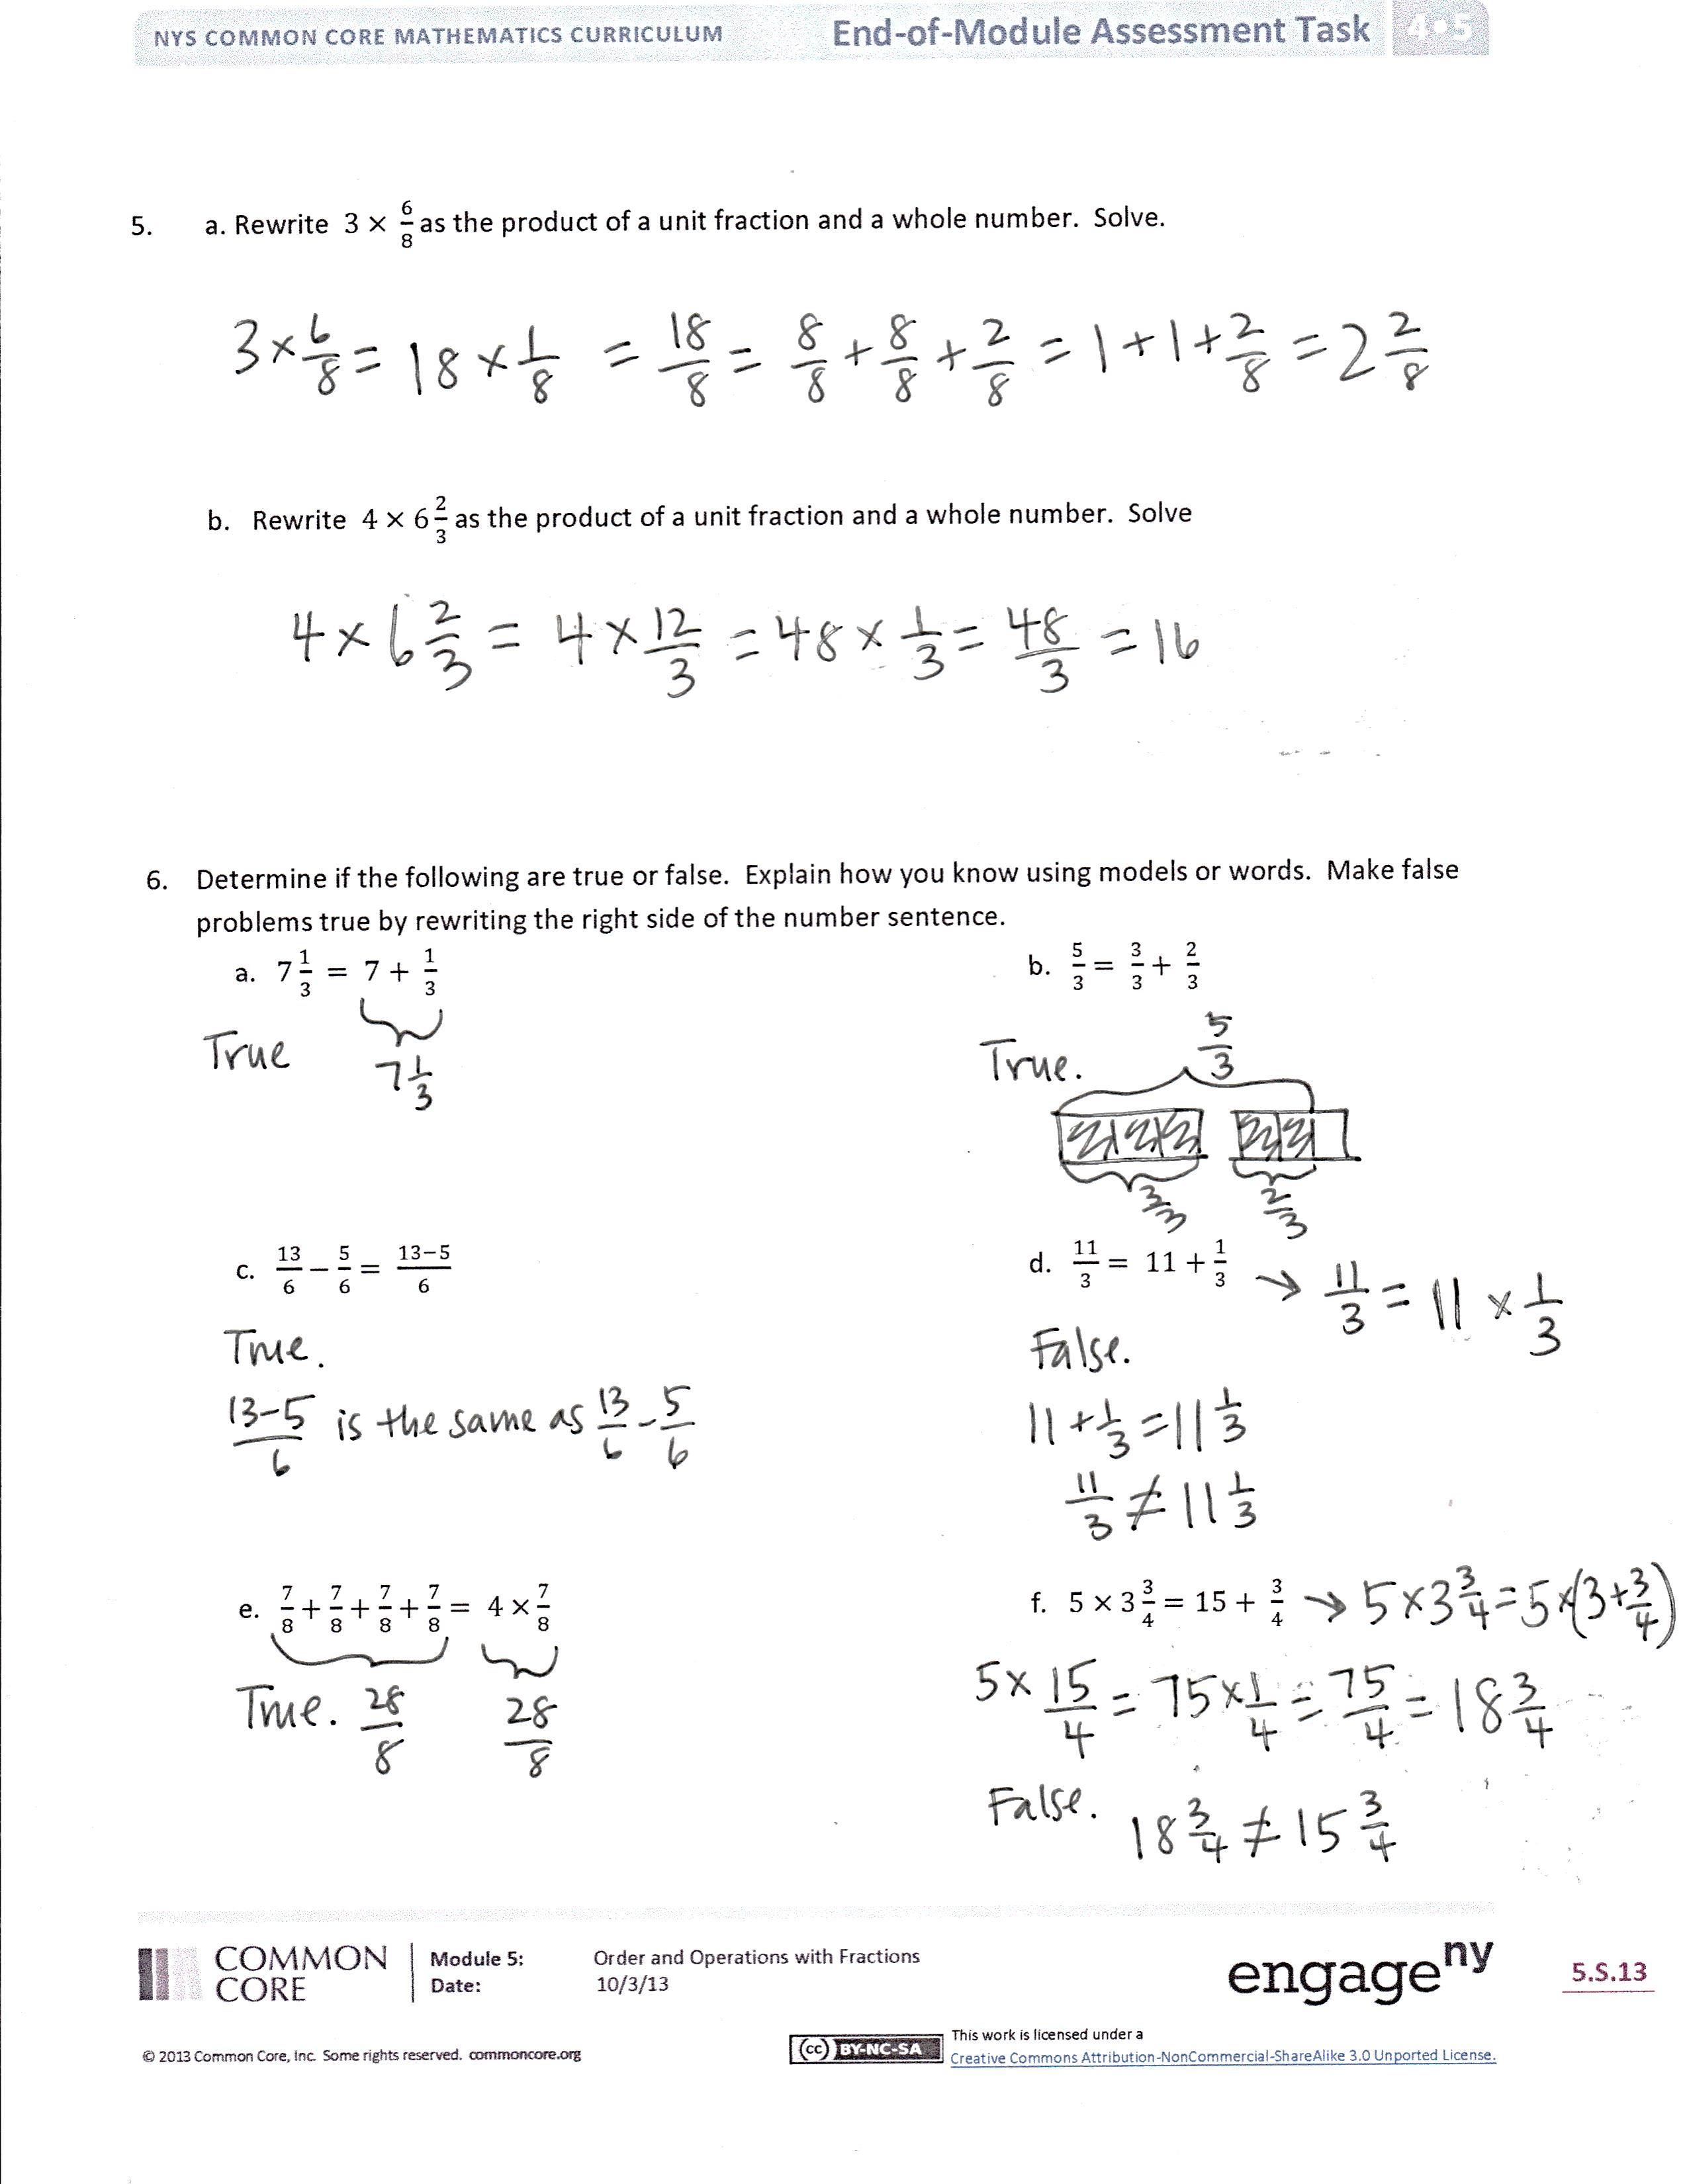 NYS COMMON CORE MATHEMATICS CURRICULUM End-of-Module Assessment Task 4•5
5. a. Rewrite 3 × 6/8 as the product of a unit fraction and a whole number. Solve.
3 × 6/8 = 18 × 1/8 = 18/8 = 8/8 + 8/8 + 2/8 = 1 + 1 + 2/8 = 2 2/8
b. Rewrite 4 × 6 2/3 as the product of a unit fraction and a whole number. Solve
4 × 6 2/3 = 4 × 12/3 = 48 × 1/3 = 48/3 = 16
6. Determine if the following are true or false. Explain how you know using models or words. Make false
problems true by rewriting the right side of the number sentence.
a. 7 1/3 = 7 + 1/3
True
7 1/3
b. 5/3 = 3/3 + 2/3
True.
5/3
3/3 2/3
c. 13/6 − 5/6 = 13−5/6
True.
13−5/6 is the same as 13/6 − 5/6
d. 11/3 = 11 + 1/3 → 11/3 = 11 × 1/3
False.
11 + 1/3 = 11 1/3
11/3 ≠ 11 1/3
e. 7/8 + 7/8 + 7/8 + 7/8 = 4 × 7/8
True. 28/8 28/8
f. 5 × 3 3/4 = 15 + 3/4 → 5 × 3 3/4 = 5 × (3 + 3/4)
5 × 15/4 = 75 × 1/4 = 75/4 = 18 3/4
False. 18 3/4 ≠ 15 3/4
COMMON
CORE
Module 5: Order and Operations with Fractions
Date: 10/3/13
engage ny
5.S.13
© 2013 Common Core, Inc. Some rights reserved. commoncore.org
(cc) BY-NC-SA
This work is licensed under a
Creative Commons Attribution-NonCommercial-ShareAlike 3.0 Unported License.